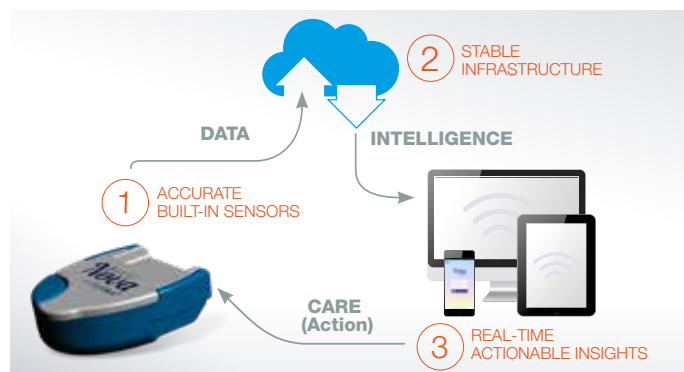 2
STABLE
INFRASTRUCTURE
DATA
INTELLIGENCE
1
ACCURATE
BUILT-IN SENSORS
CARE
(Action)
3
REAL-TIME
ACTIONABLE INSIGHTS